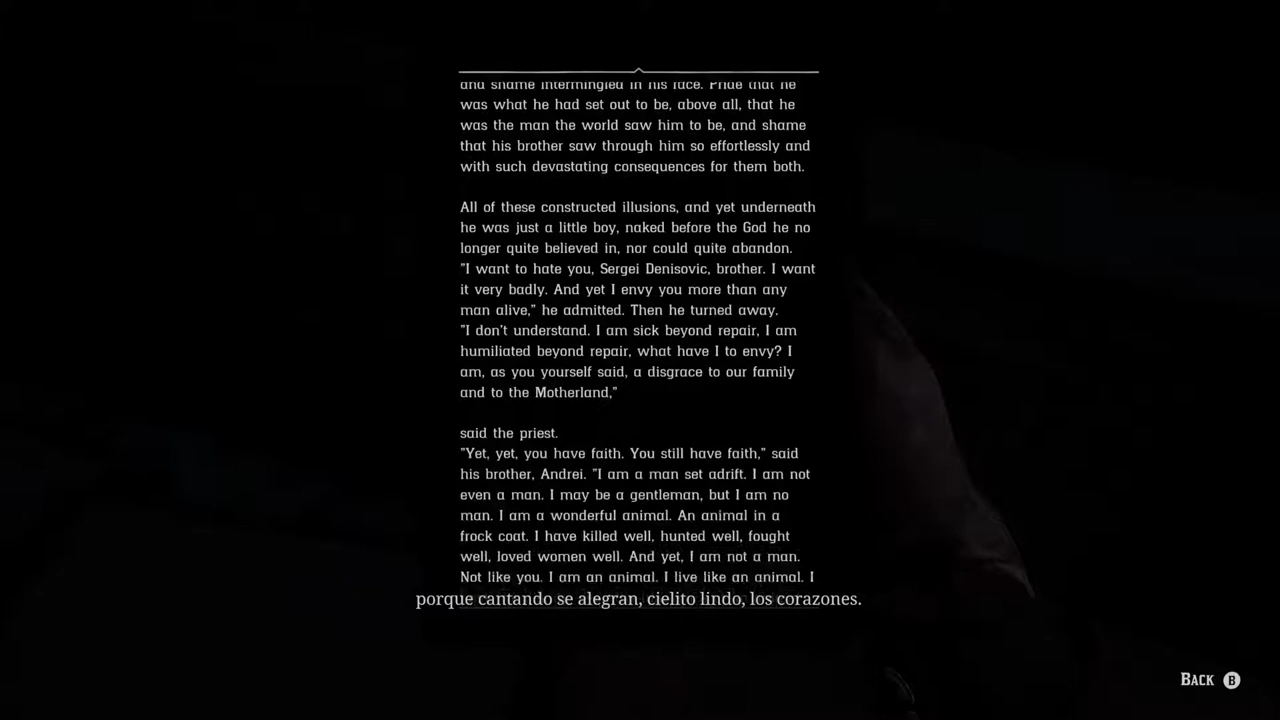 and shame intermingled in his face. Pride that he
was what he had set out to be, above all, that he
was the man the world saw him to be, and shame
that his brother saw through him so effortlessly and
with such devastating consequences for them both.
All of these constructed illusions, and yet underneath
he was just a little boy, naked before the God he no
longer quite believed in, nor could quite abandon.
"I want to hate you, Sergei Denisovic, brother. I want
it very badly. And yet I envy you more than any
man alive," he admitted. Then he turned away.
"I don't understand. I am sick beyond repair, I am
humiliated beyond repair, what have I to envy? I
am, as you yourself said, a disgrace to our family
and to the Motherland,"
said the priest.
"Yet, yet, you have faith. You still have faith," said
his brother, Andrei. "I am a man set adrift. I am not
even a man. I may be a gentleman, but I am no
man. I am a wonderful animal. An animal in a
frock coat. I have killed well, hunted well, fought
well, loved women well. And yet, I am not a man.
Not like you. I am an animal. I live like an animal. I
porque cantando se alegran, cielito lindo, los corazones.
BACK B